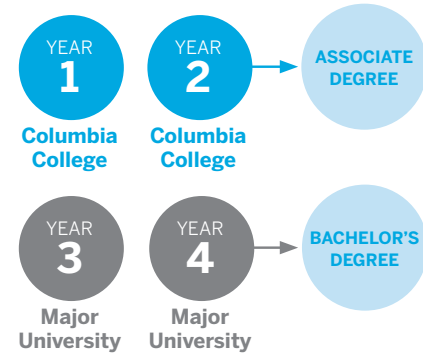 YEAR
1
Columbia
College
YEAR
2
Columbia
College
ASSOCIATE
DEGREE
YEAR
3
Major
University
YEAR
4
Major
University
BACHELOR'S
DEGREE